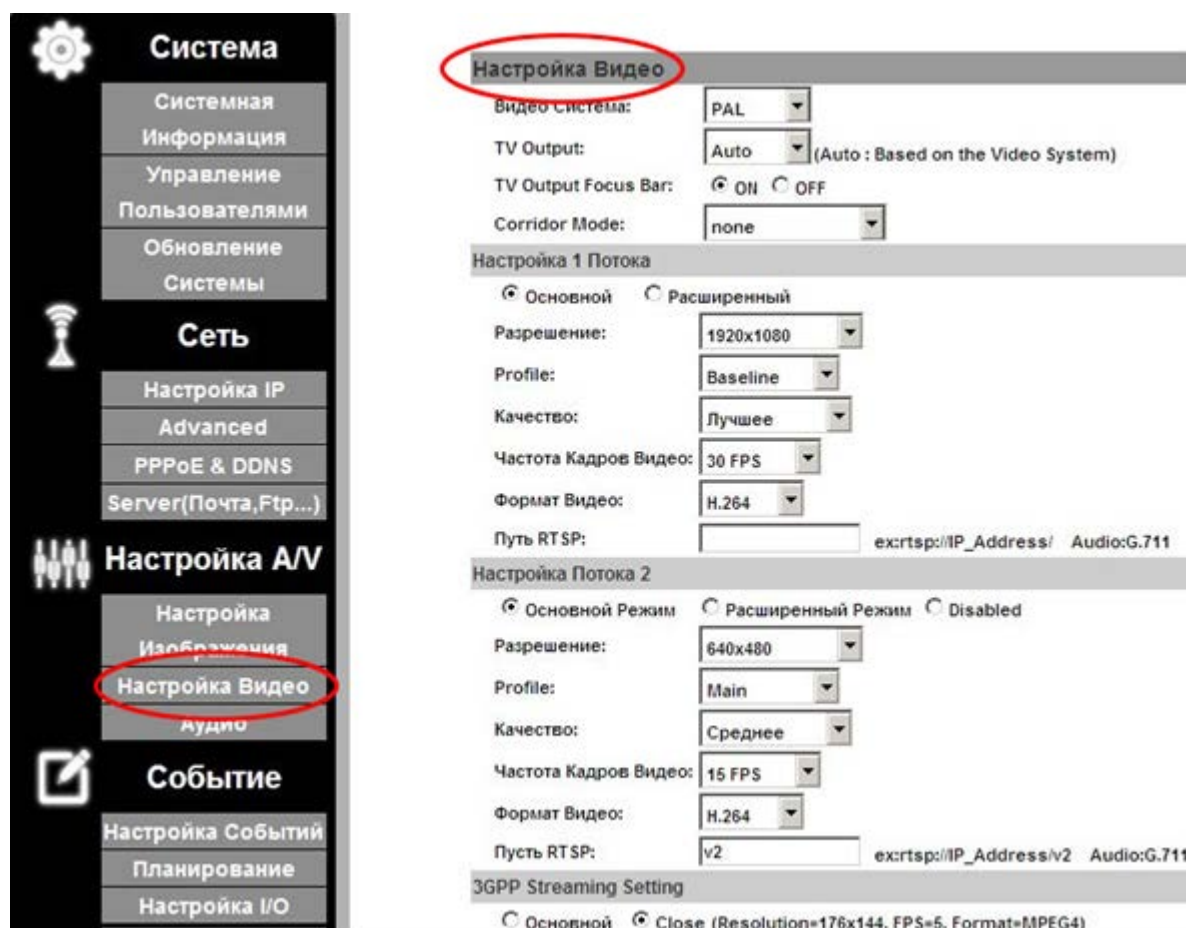 Система
Системная
Информация
Управление
Пользователями
Обновление
Системы
Сеть
Настройка IP
Advanced
PPPoE & DDNS
Server(Почта,Ftp...)
Настройка A/V
Настройка
Изображения
Настройка Видео
Аудио
Событие
Настройка Событий
Планирование
Настройка I/O
Настройка Видео
Видео Система: PAL
TV Output: Auto (Auto : Based on the Video System)
TV Output Focus Bar: ON OFF
Corridor Mode: none
Настройка 1 Потока
Основной Расширенный
Разрешение: 1920x1080
Profile: Baseline
Качество: Лучшее
Частота Кадров Видео: 30 FPS
Формат Видео: H.264
Путь RTSP: ex:rtsp://IP_Address/ Audio:G.711
Настройка Потока 2
Основной Режим Расширенный Режим Disabled
Разрешение: 640x480
Profile: Main
Качество: Среднее
Частота Кадров Видео: 15 FPS
Формат Видео: H.264
Пусть RTSP: v2 ex:rtsp://IP_Address/v2 Audio:G.711
3GPP Streaming Setting
Основной Close (Resolution=176x144, FPS=5, Format=MPEG4)